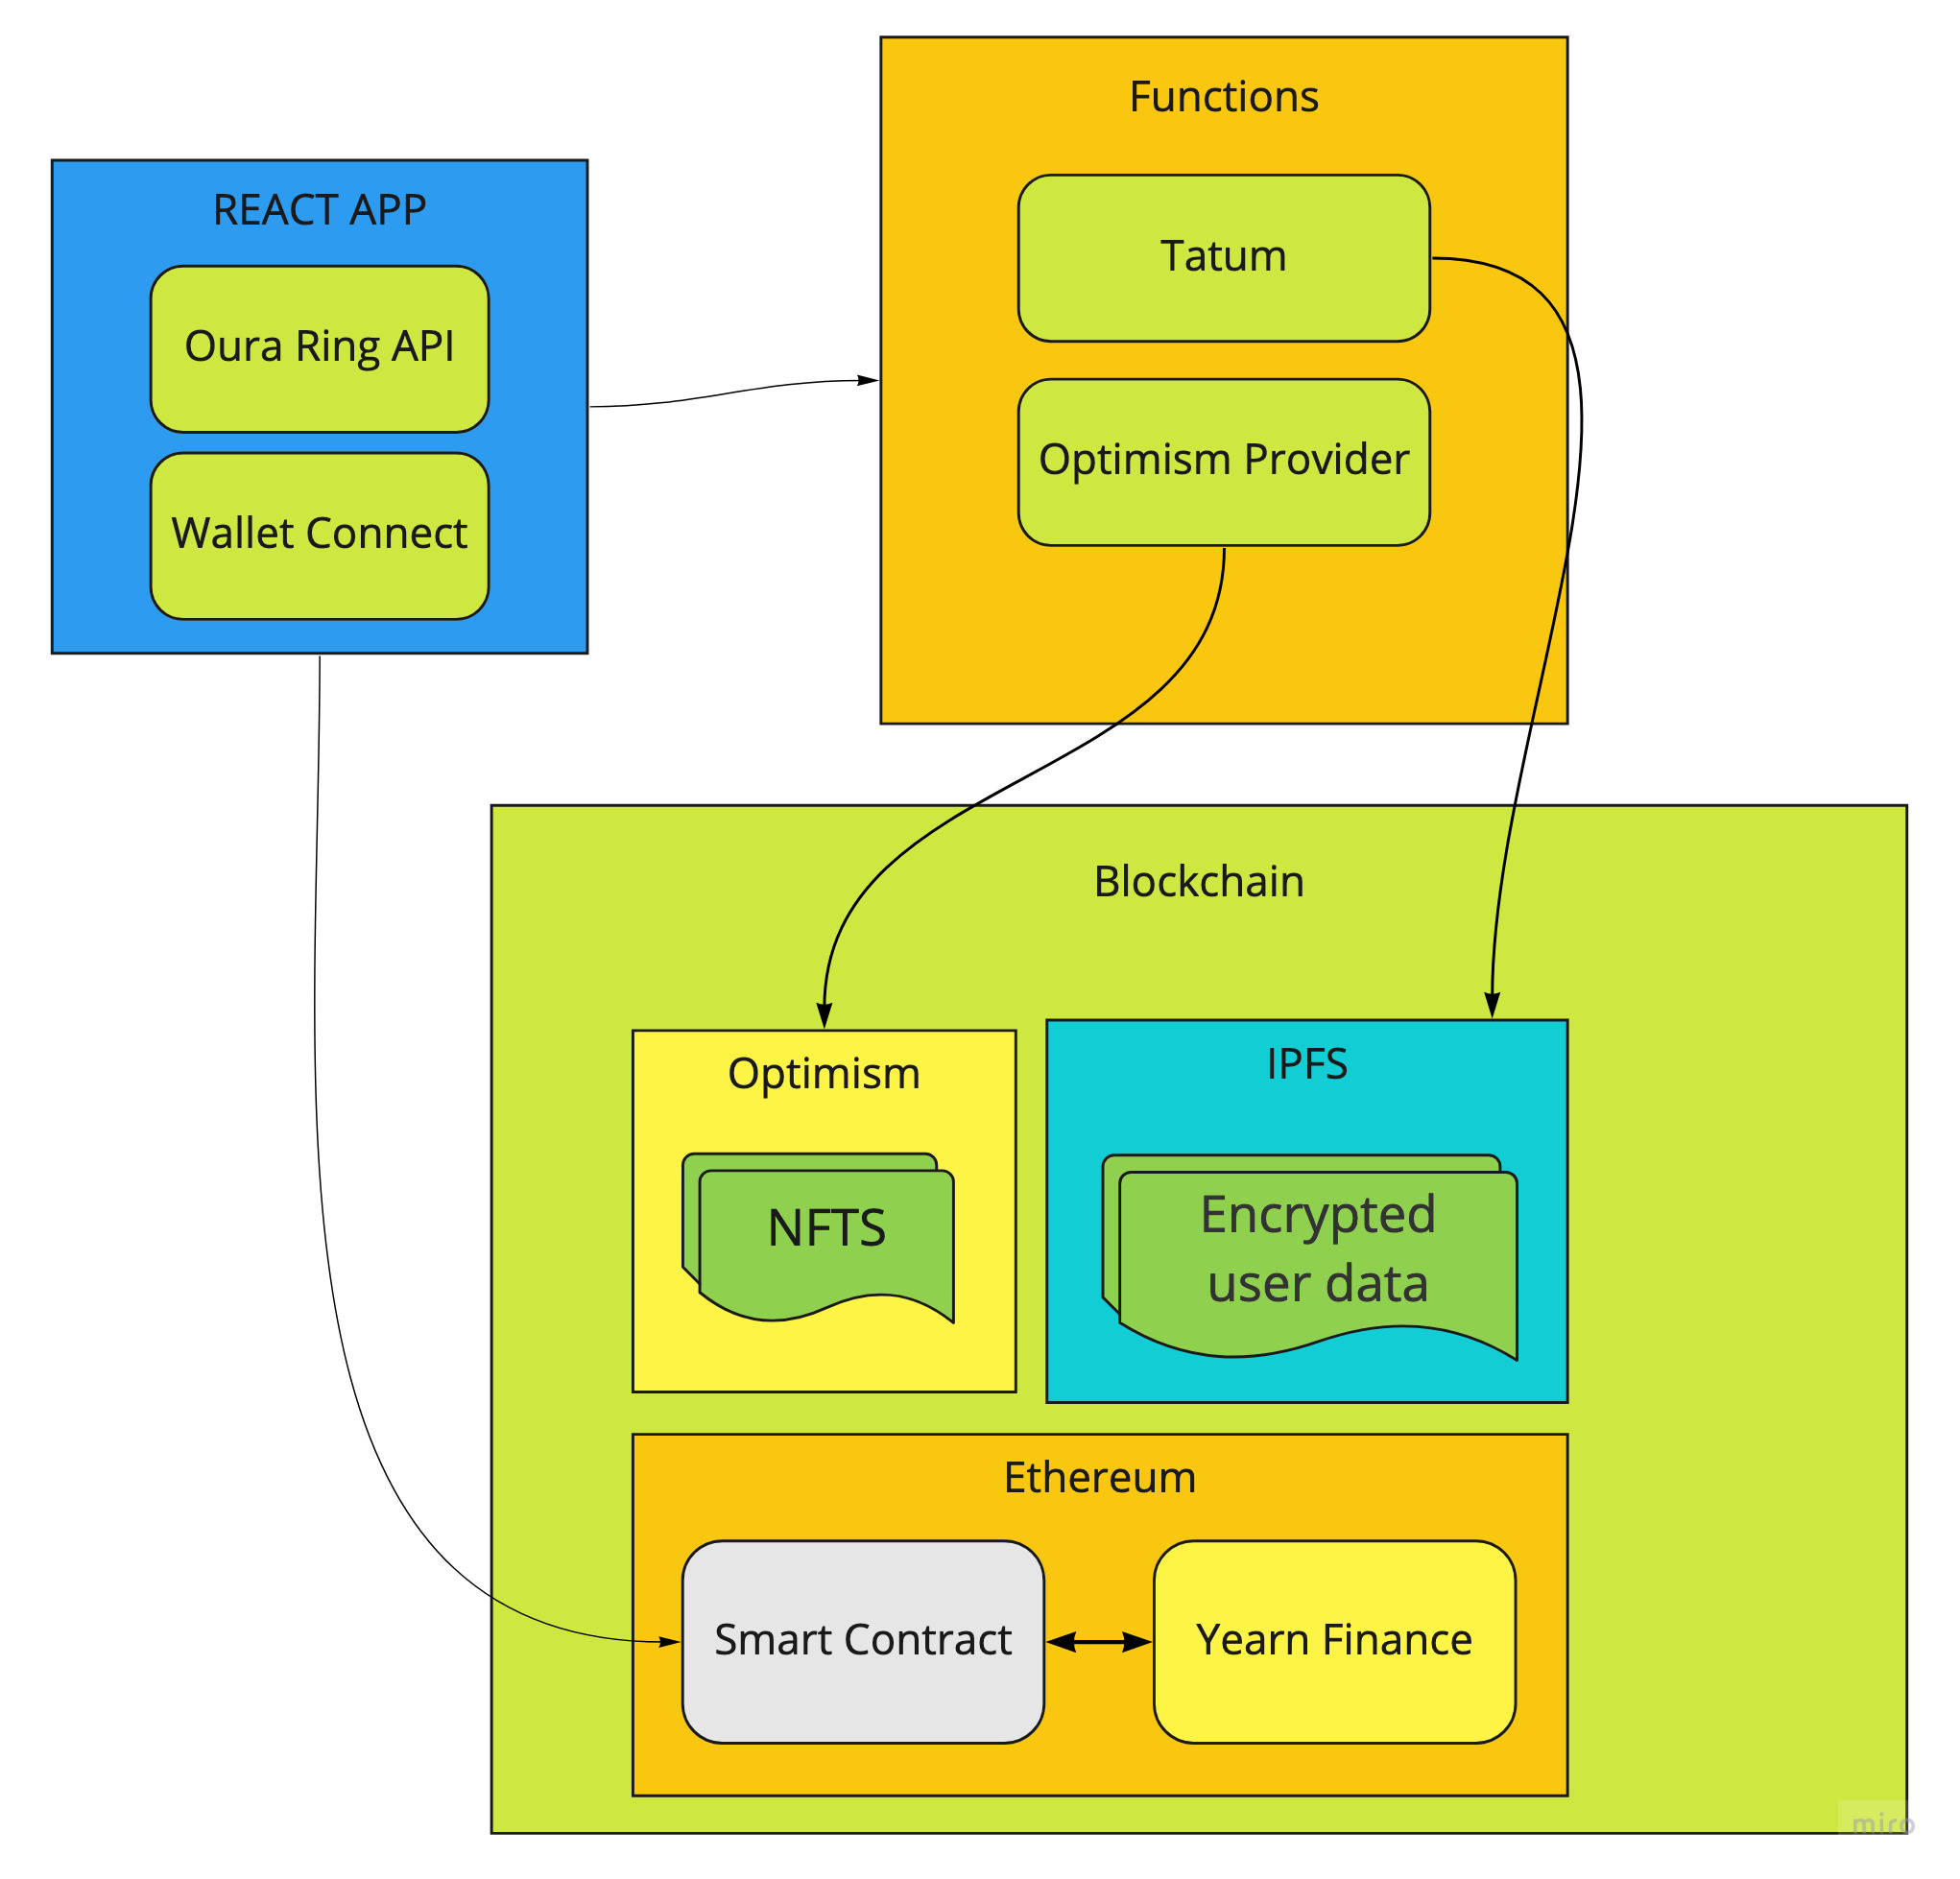 Functions
REACT APP
Tatum
Oura Ring API
Optimism Provider
Wallet Connect
Blockchain
Optimism
IPFS
NFTS
Encrypted
user data
Ethereum
Smart Contract
Yearn Finance
miro